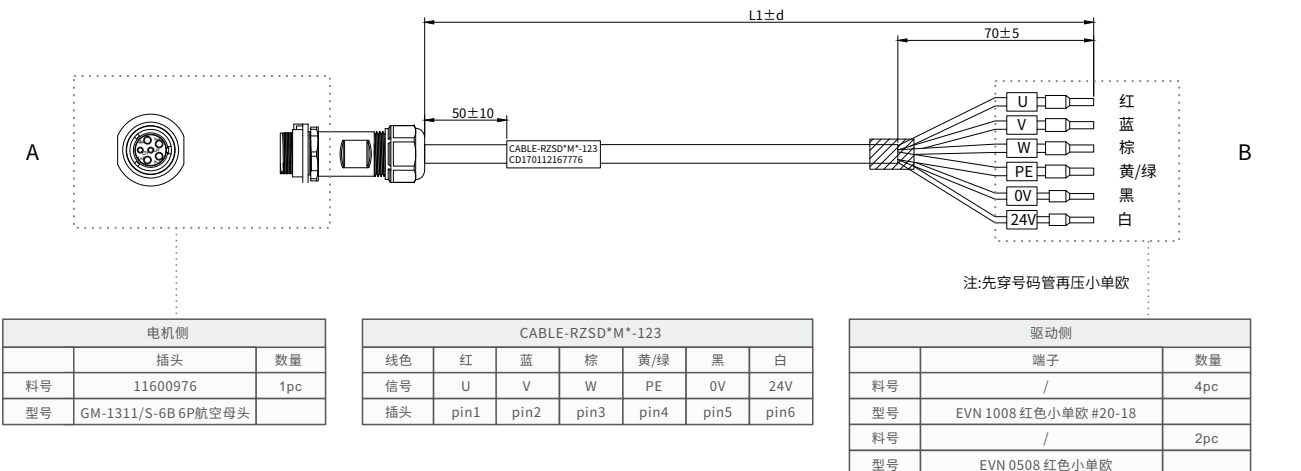 L1±d
70±5
50±10
A
CABLE-RZSD*M*-123
CD170112167776
U 红
V 蓝
W 棕
PE 黄/绿
0V 黑
24V 白
B
注:先穿号码管再压小单欧
电机侧
插头 数量
料号 11600976 1pc
型号 GM-1311/S-6B 6P航空母头
CABLE-RZSD*M*-123
线色 红 蓝 棕 黄/绿 黑 白
信号 U V W PE 0V 24V
插头 pin1 pin2 pin3 pin4 pin5 pin6
驱动侧
端子 数量
料号 / 4pc
型号 EVN 1008 红色小单欧 #20-18
料号 / 2pc
型号 EVN 0508 红色小单欧